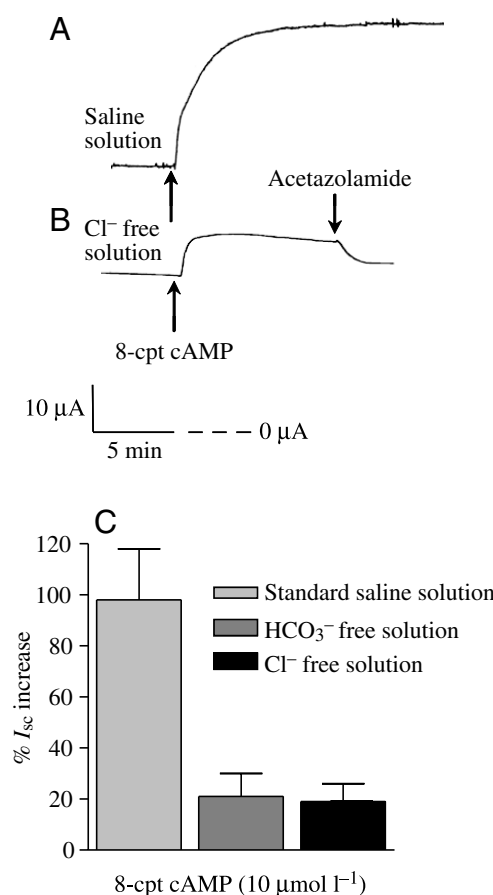 A
Saline
solution
Acetazolamide
B
Cl⁻ free
solution
8-cpt cAMP
10 μA
5 min
0 μA
C
120
100
80
60
40
20
0
% Isc increase
Standard saline solution
HCO₃⁻ free solution
Cl⁻ free solution
8-cpt cAMP (10 μmol l⁻¹)